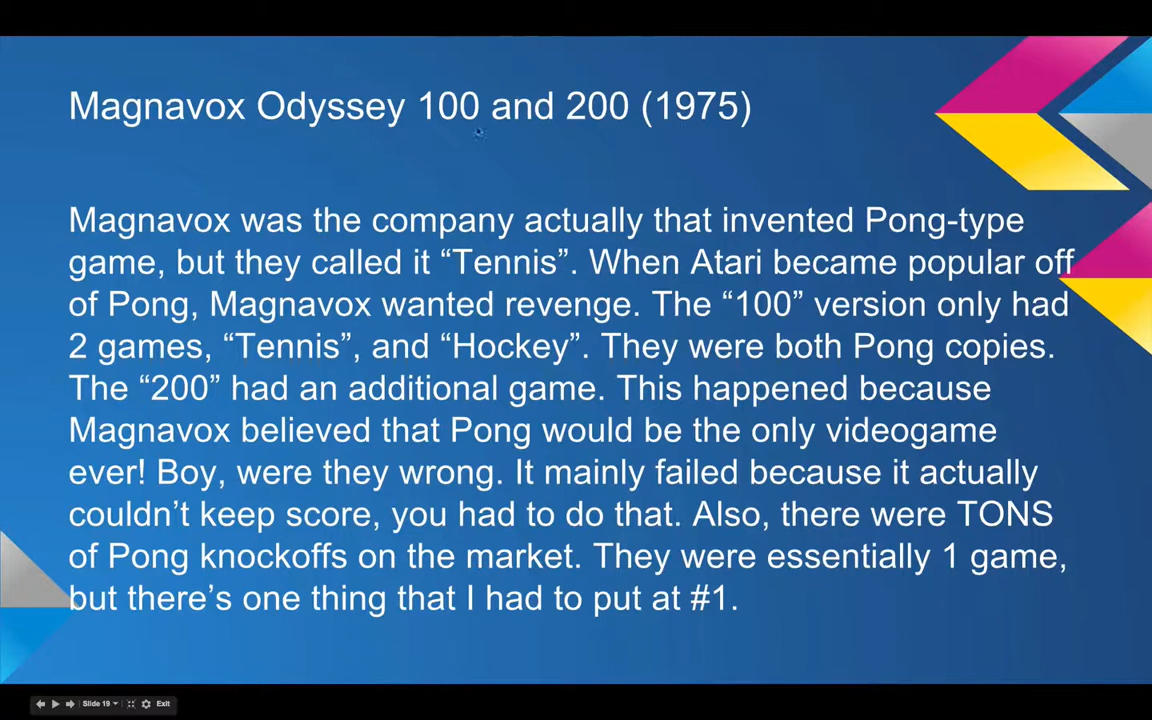 Magnavox Odyssey 100 and 200 (1975)
Magnavox was the company actually that invented Pong-type
game, but they called it “Tennis”. When Atari became popular off
of Pong, Magnavox wanted revenge. The “100” version only had
2 games, “Tennis”, and “Hockey”. They were both Pong copies.
The “200” had an additional game. This happened because
Magnavox believed that Pong would be the only videogame
ever! Boy, were they wrong. It mainly failed because it actually
couldn’t keep score, you had to do that. Also, there were TONS
of Pong knockoffs on the market. They were essentially 1 game,
but there’s one thing that I had to put at #1.
Slide 19 Exit